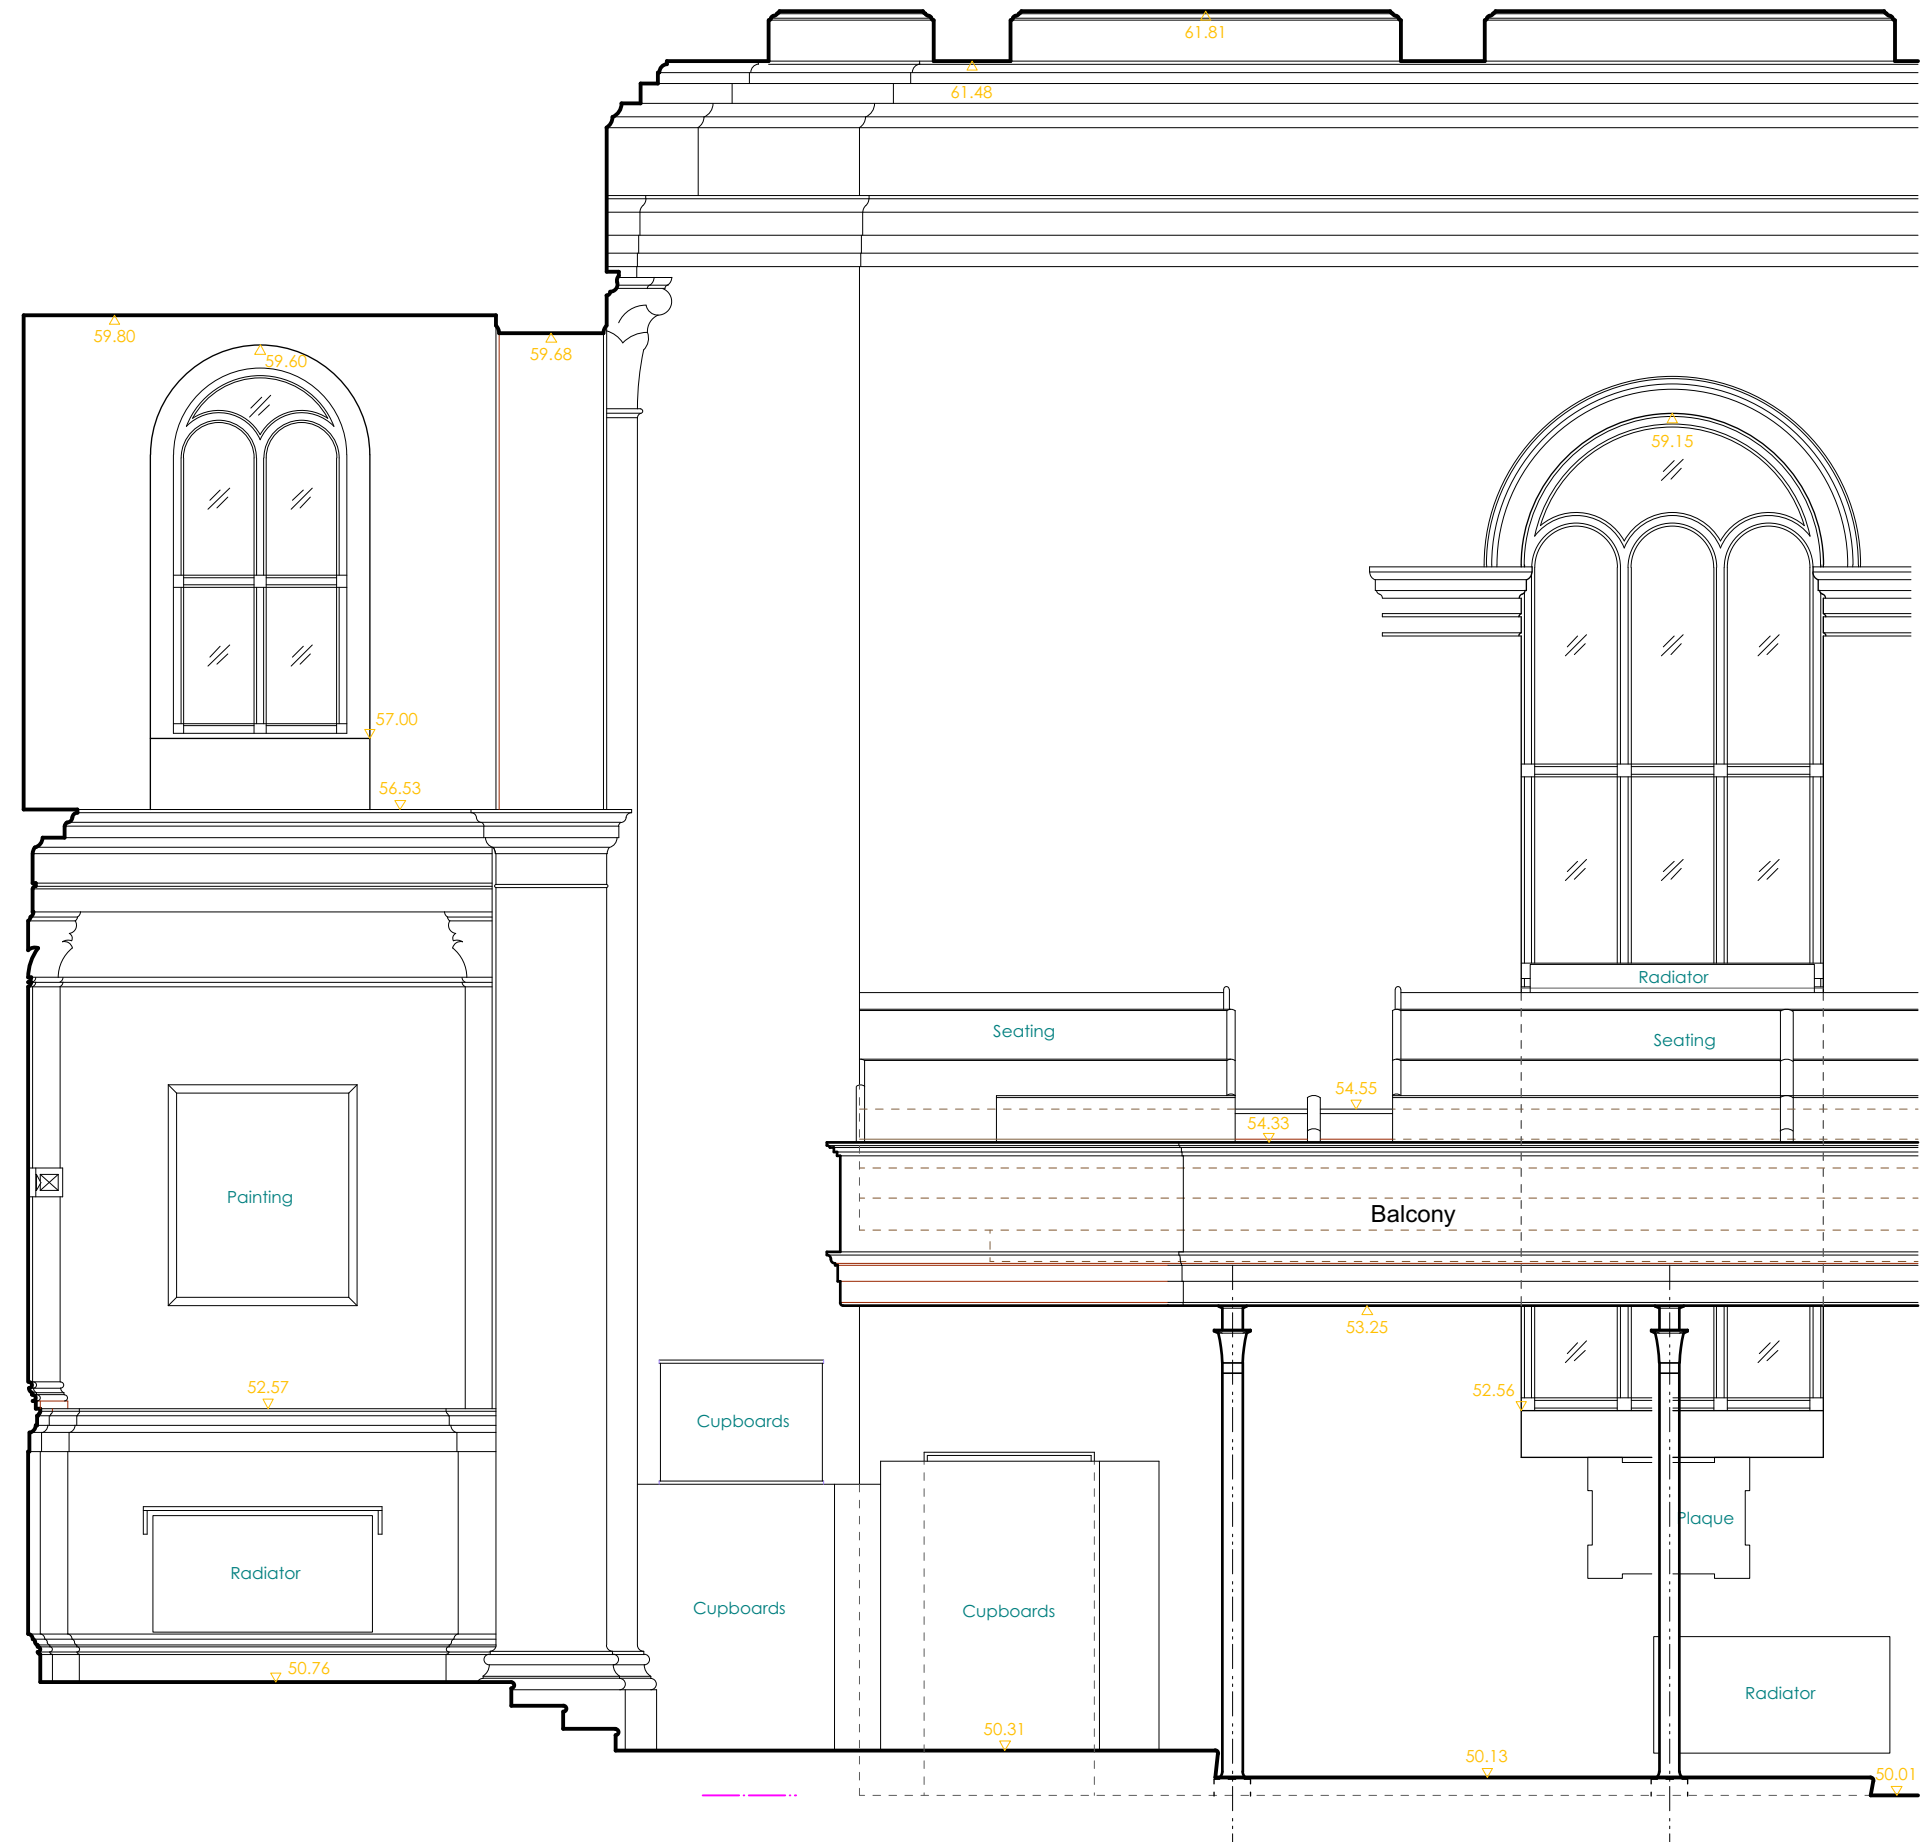 61.81
61.48
59.80
59.60
59.68
59.15
57.00
56.53
Radiator
Seating
Seating
54.55
54.33
Painting
Balcony
53.25
52.57
52.56
Cupboards
Plaque
Radiator
Cupboards
Cupboards
50.76
Radiator
50.31
50.13
50.01